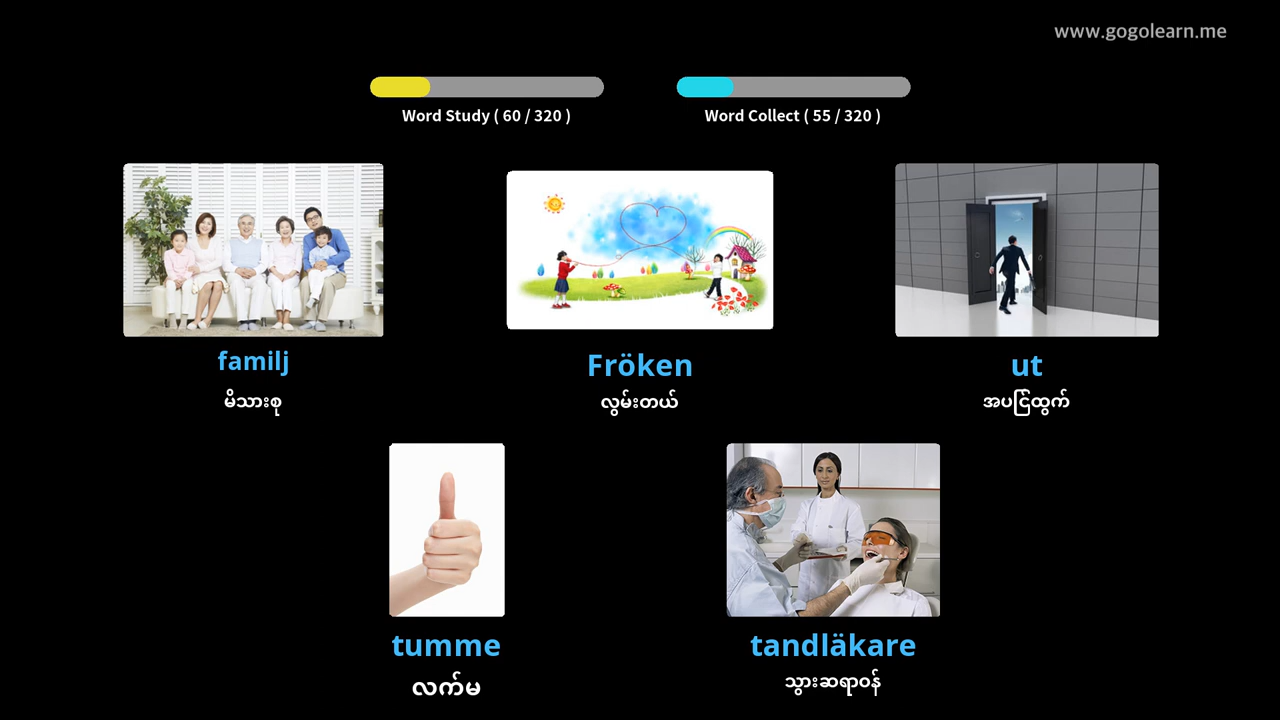 www.gogolearn.me
Word Study ( 60 / 320 )
Word Collect ( 55 / 320 )
familj
မိသားစု
Fröken
လွမ်းတယ်
ut
အပြင်ထွက်
tumme
လက်မ
tandläkare
သွားဆရာဝန်